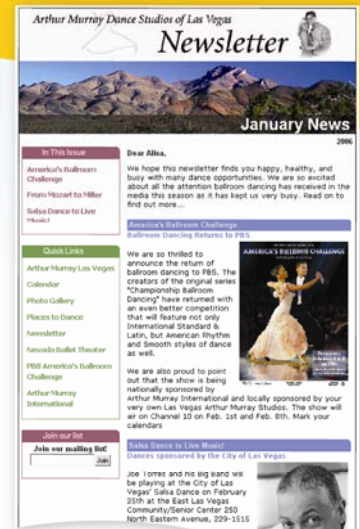 Arthur Murray Dance Studios of Las Vegas
Newsletter
January News
2006
In This Issue
America's Ballroom
Challenge
From Mozart to Miller
Salsa Dance to Live
Music!
Quick Links
Arthur Murray Las Vegas
Calendar
Photo Gallery
Places to Dance
Newsletter
Nevada Ballet Theater
PBS America's Ballroom
Challenge
Arthur Murray
International
Join our list
Join our mailing list!
Join
Dear Alisa,
We hope this newsletter finds you happy, healthy, and
busy with many dance opportunities. We are so excited
about all the attention ballroom dancing has received in the
media this season as it has kept us very busy. Read on to
find out more...
America's Ballroom Challenge
Ballroom Dancing Returns to PBS
We are so thrilled to
announce the return of
ballroom dancing to PBS. The
creators of the original series
"Championship Ballroom
Dancing" have returned with
an even better competition
that will feature not only
International Standard &
Latin, but American Rhythm
and Smooth styles of dance
as well.
AMERICA'S BALLROOM CHALLENGE
We are also proud to point
out that the show is being
nationally sponsored by
Arthur Murray International and locally sponsored by your
very own Las Vegas Arthur Murray Studios. The show will
air on Channel 10 on Feb. 1st and Feb. 8th. Mark your
calendars
Salsa Dance to Live Music!
Dances sponsored by the City of Las Vegas
Joe Torres and his Big Band will
be playing at the City of Las
Vegas' Salsa Dance on February
25th at the East Las Vegas
Community/Senior Center 250
North Eastern Avenue, 229-1515